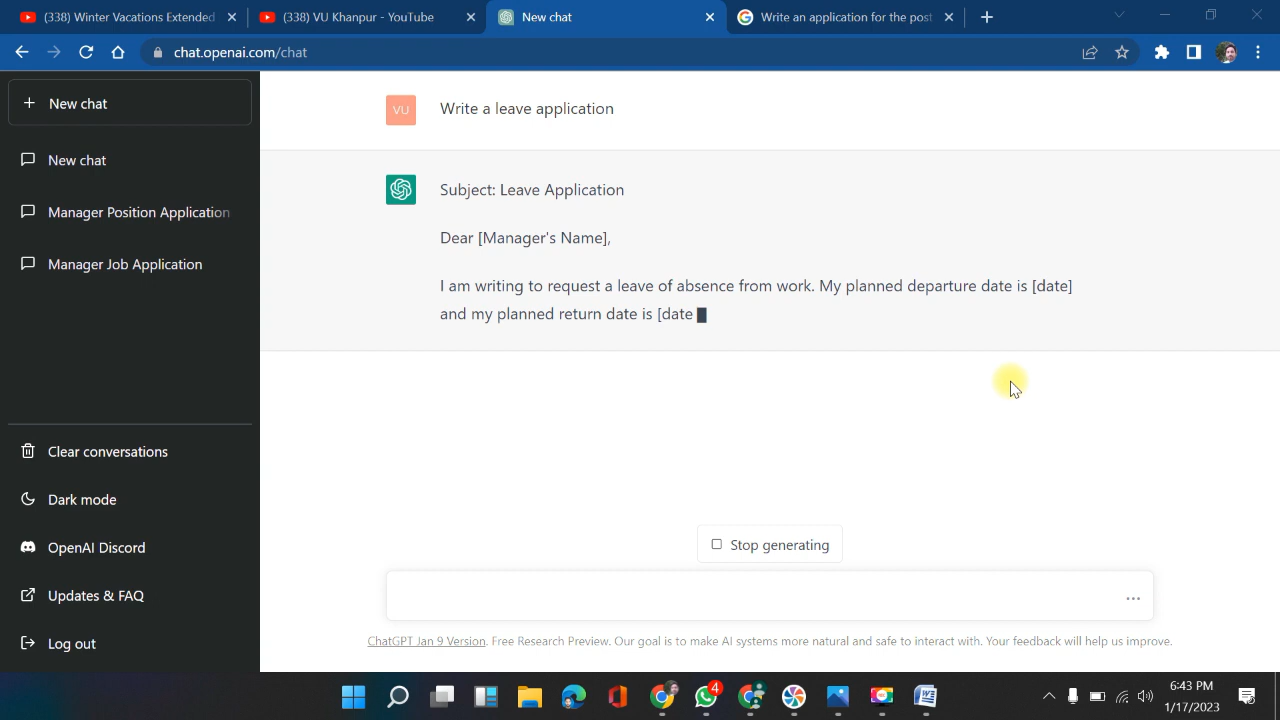 (338) Winter Vacations Extended
(338) VU Khanpur - YouTube
New chat
Write an application for the post
chat.openai.com/chat
New chat
New chat
Manager Position Application
Manager Job Application
Clear conversations
Dark mode
OpenAI Discord
Updates & FAQ
Log out
VU
Write a leave application
Subject: Leave Application
Dear [Manager's Name],
I am writing to request a leave of absence from work. My planned departure date is [date]
and my planned return date is [date
Stop generating
ChatGPT Jan 9 Version. Free Research Preview. Our goal is to make AI systems more natural and safe to interact with. Your feedback will help us improve.
4
6:43 PM
1/17/2023